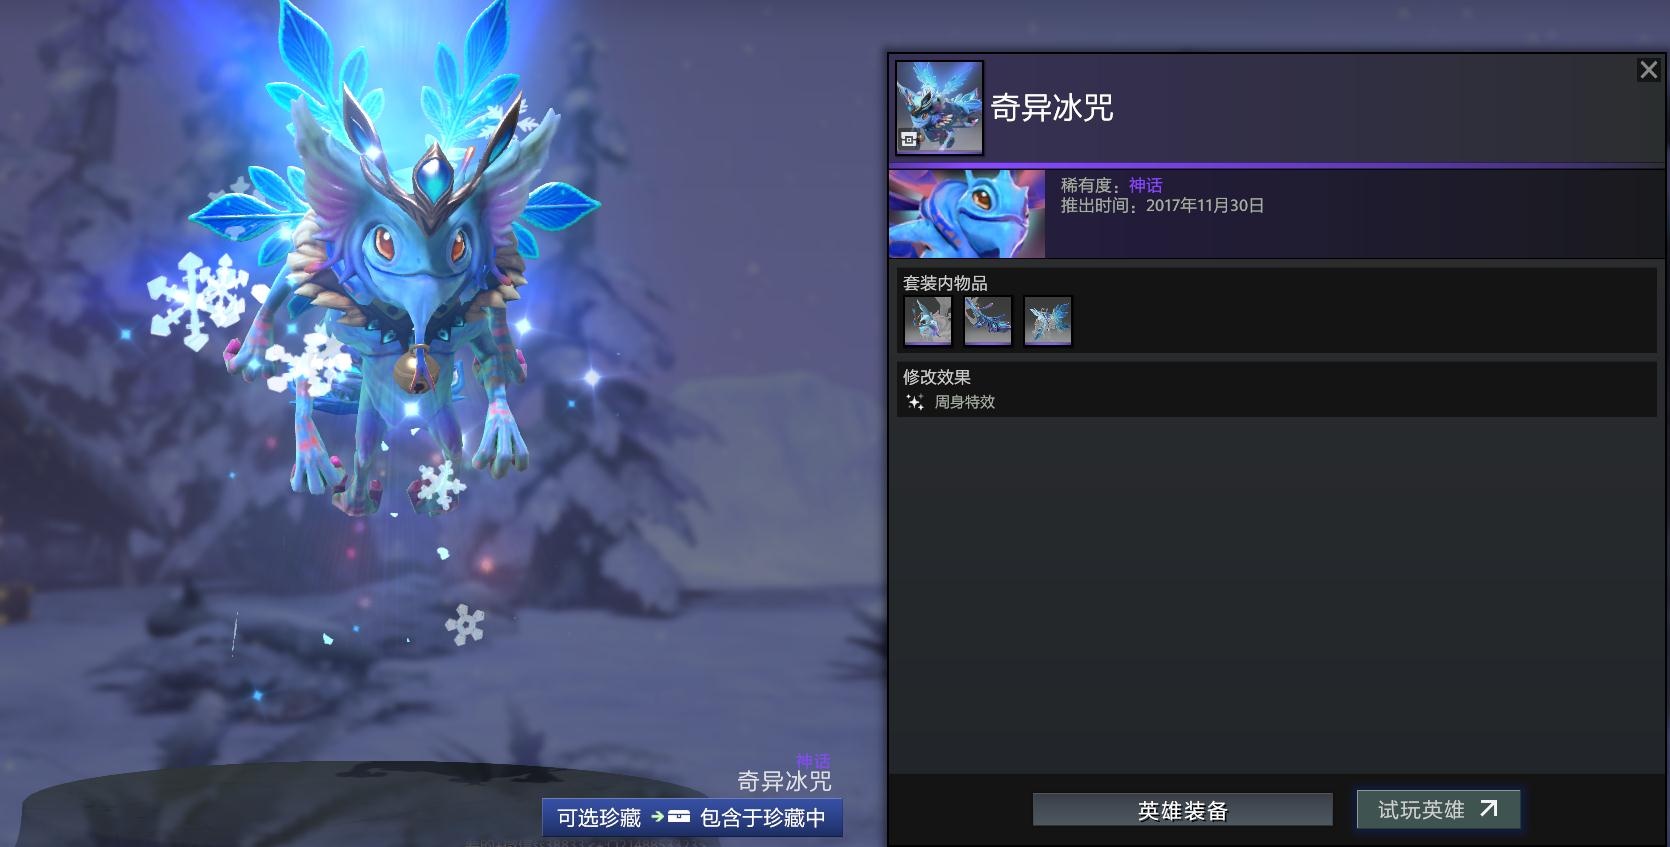 奇异冰咒
稀有度：神话
推出时间：2017年11月30日
套装内物品
修改效果
周身特效
神话
奇异冰咒
可选珍藏 包含于珍藏中
英雄装备
试玩英雄